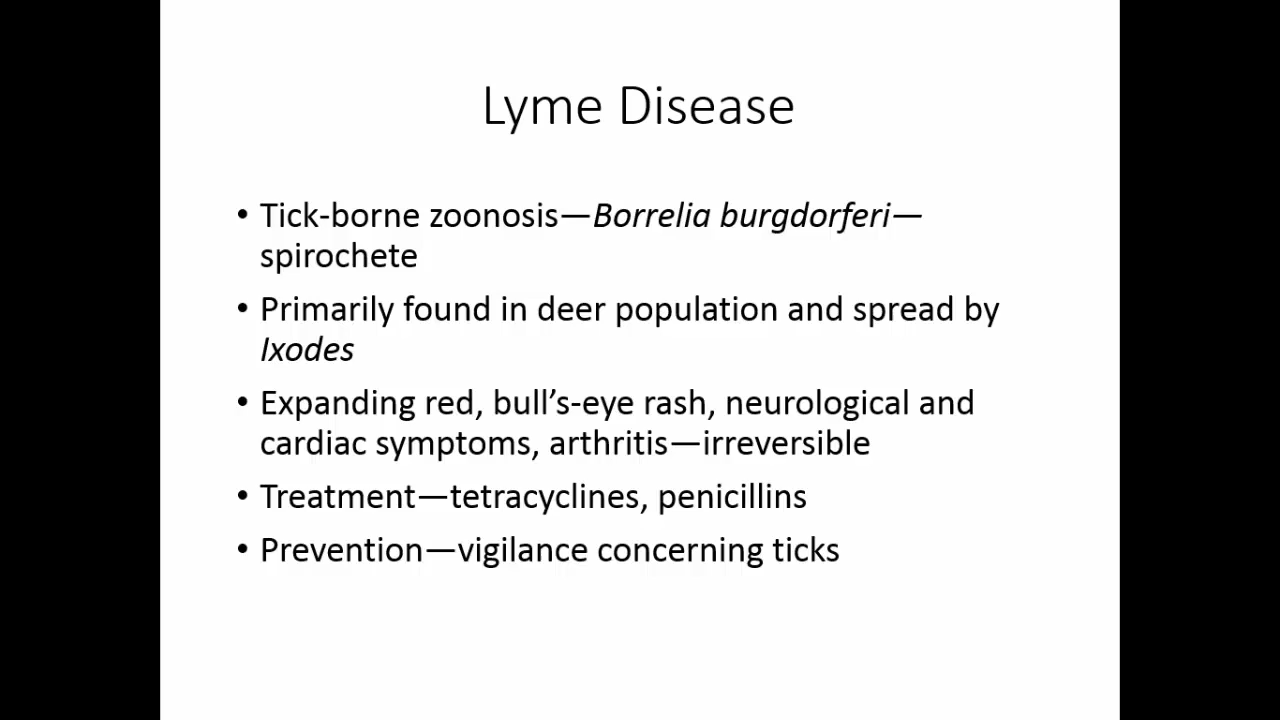 Lyme Disease
• Tick-borne zoonosis—Borrelia burgdorferi—
spirochete
• Primarily found in deer population and spread by
Ixodes
• Expanding red, bull’s-eye rash, neurological and
cardiac symptoms, arthritis—irreversible
• Treatment—tetracyclines, penicillins
• Prevention—vigilance concerning ticks